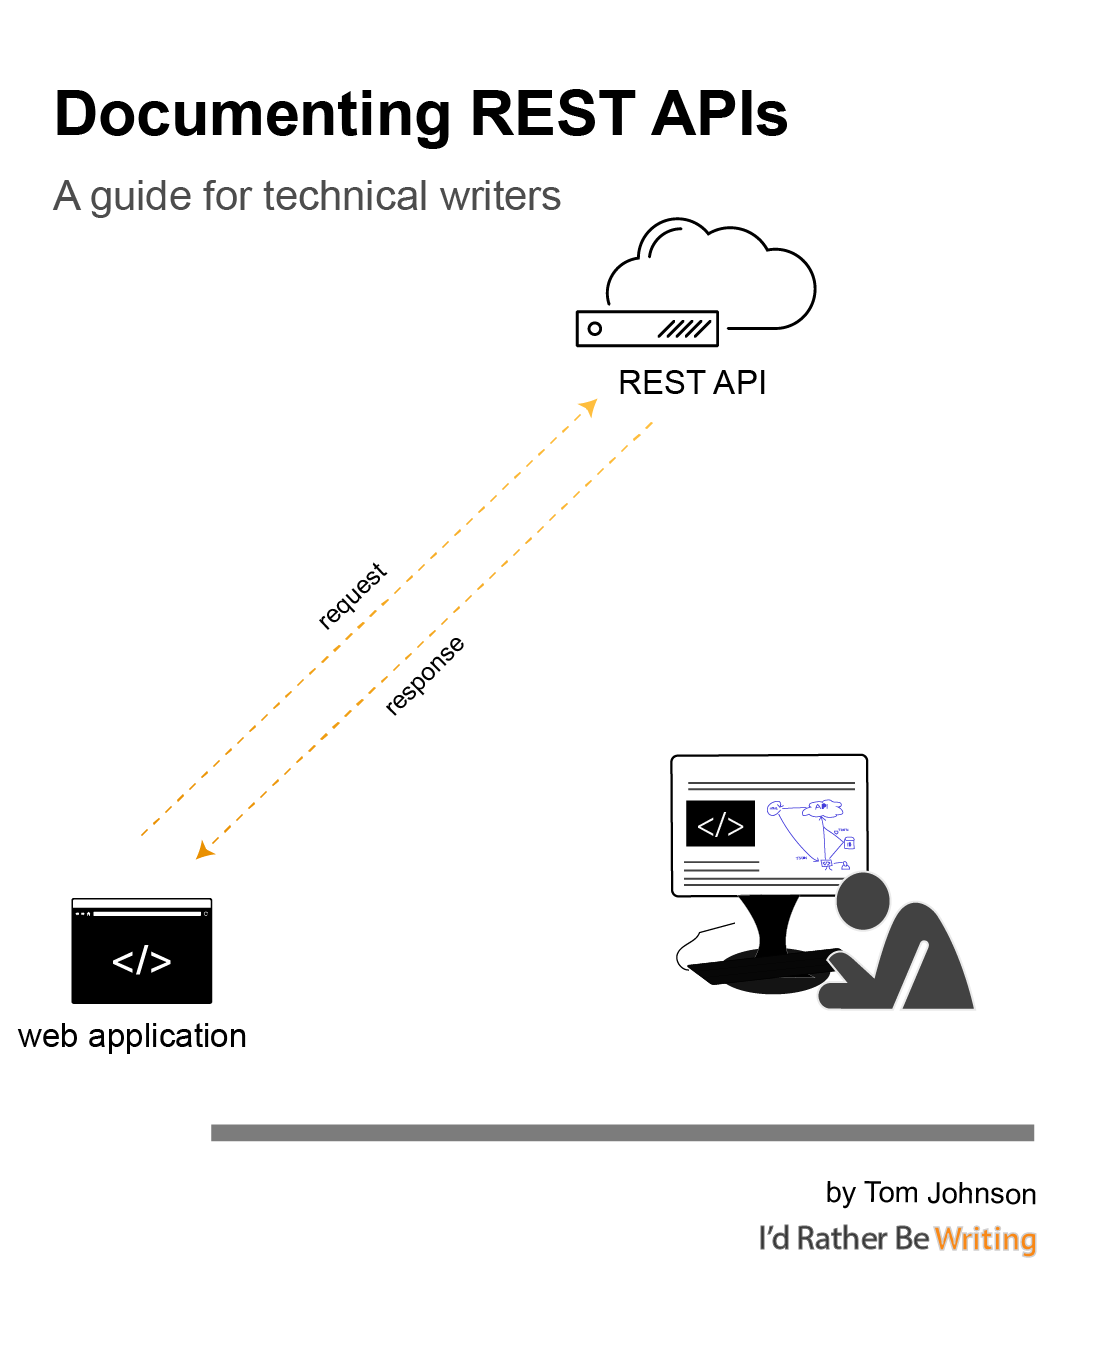 Documenting REST APIs
A guide for technical writers
REST API
request
response
</>
API
</>
web application
by Tom Johnson
I'd Rather Be Writing